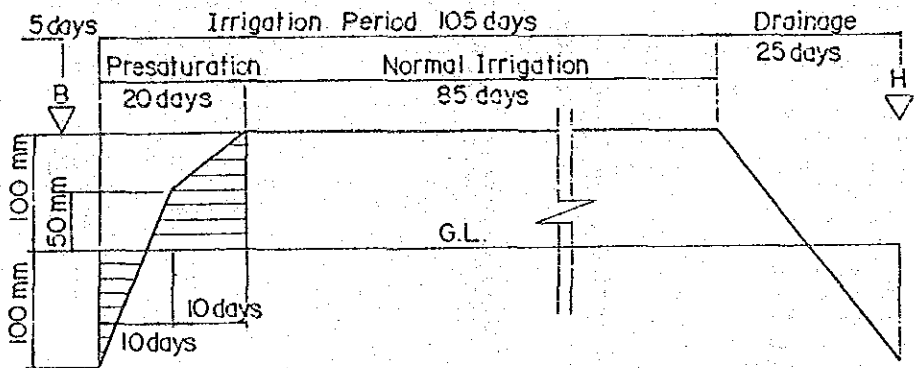 5 days
Irrigation Period 105 days
Drainage
25 days
Presaturation
20 days
Normal Irrigation
85 days
B
H
100 mm
50 mm
G.L.
100 mm
10 days
10 days